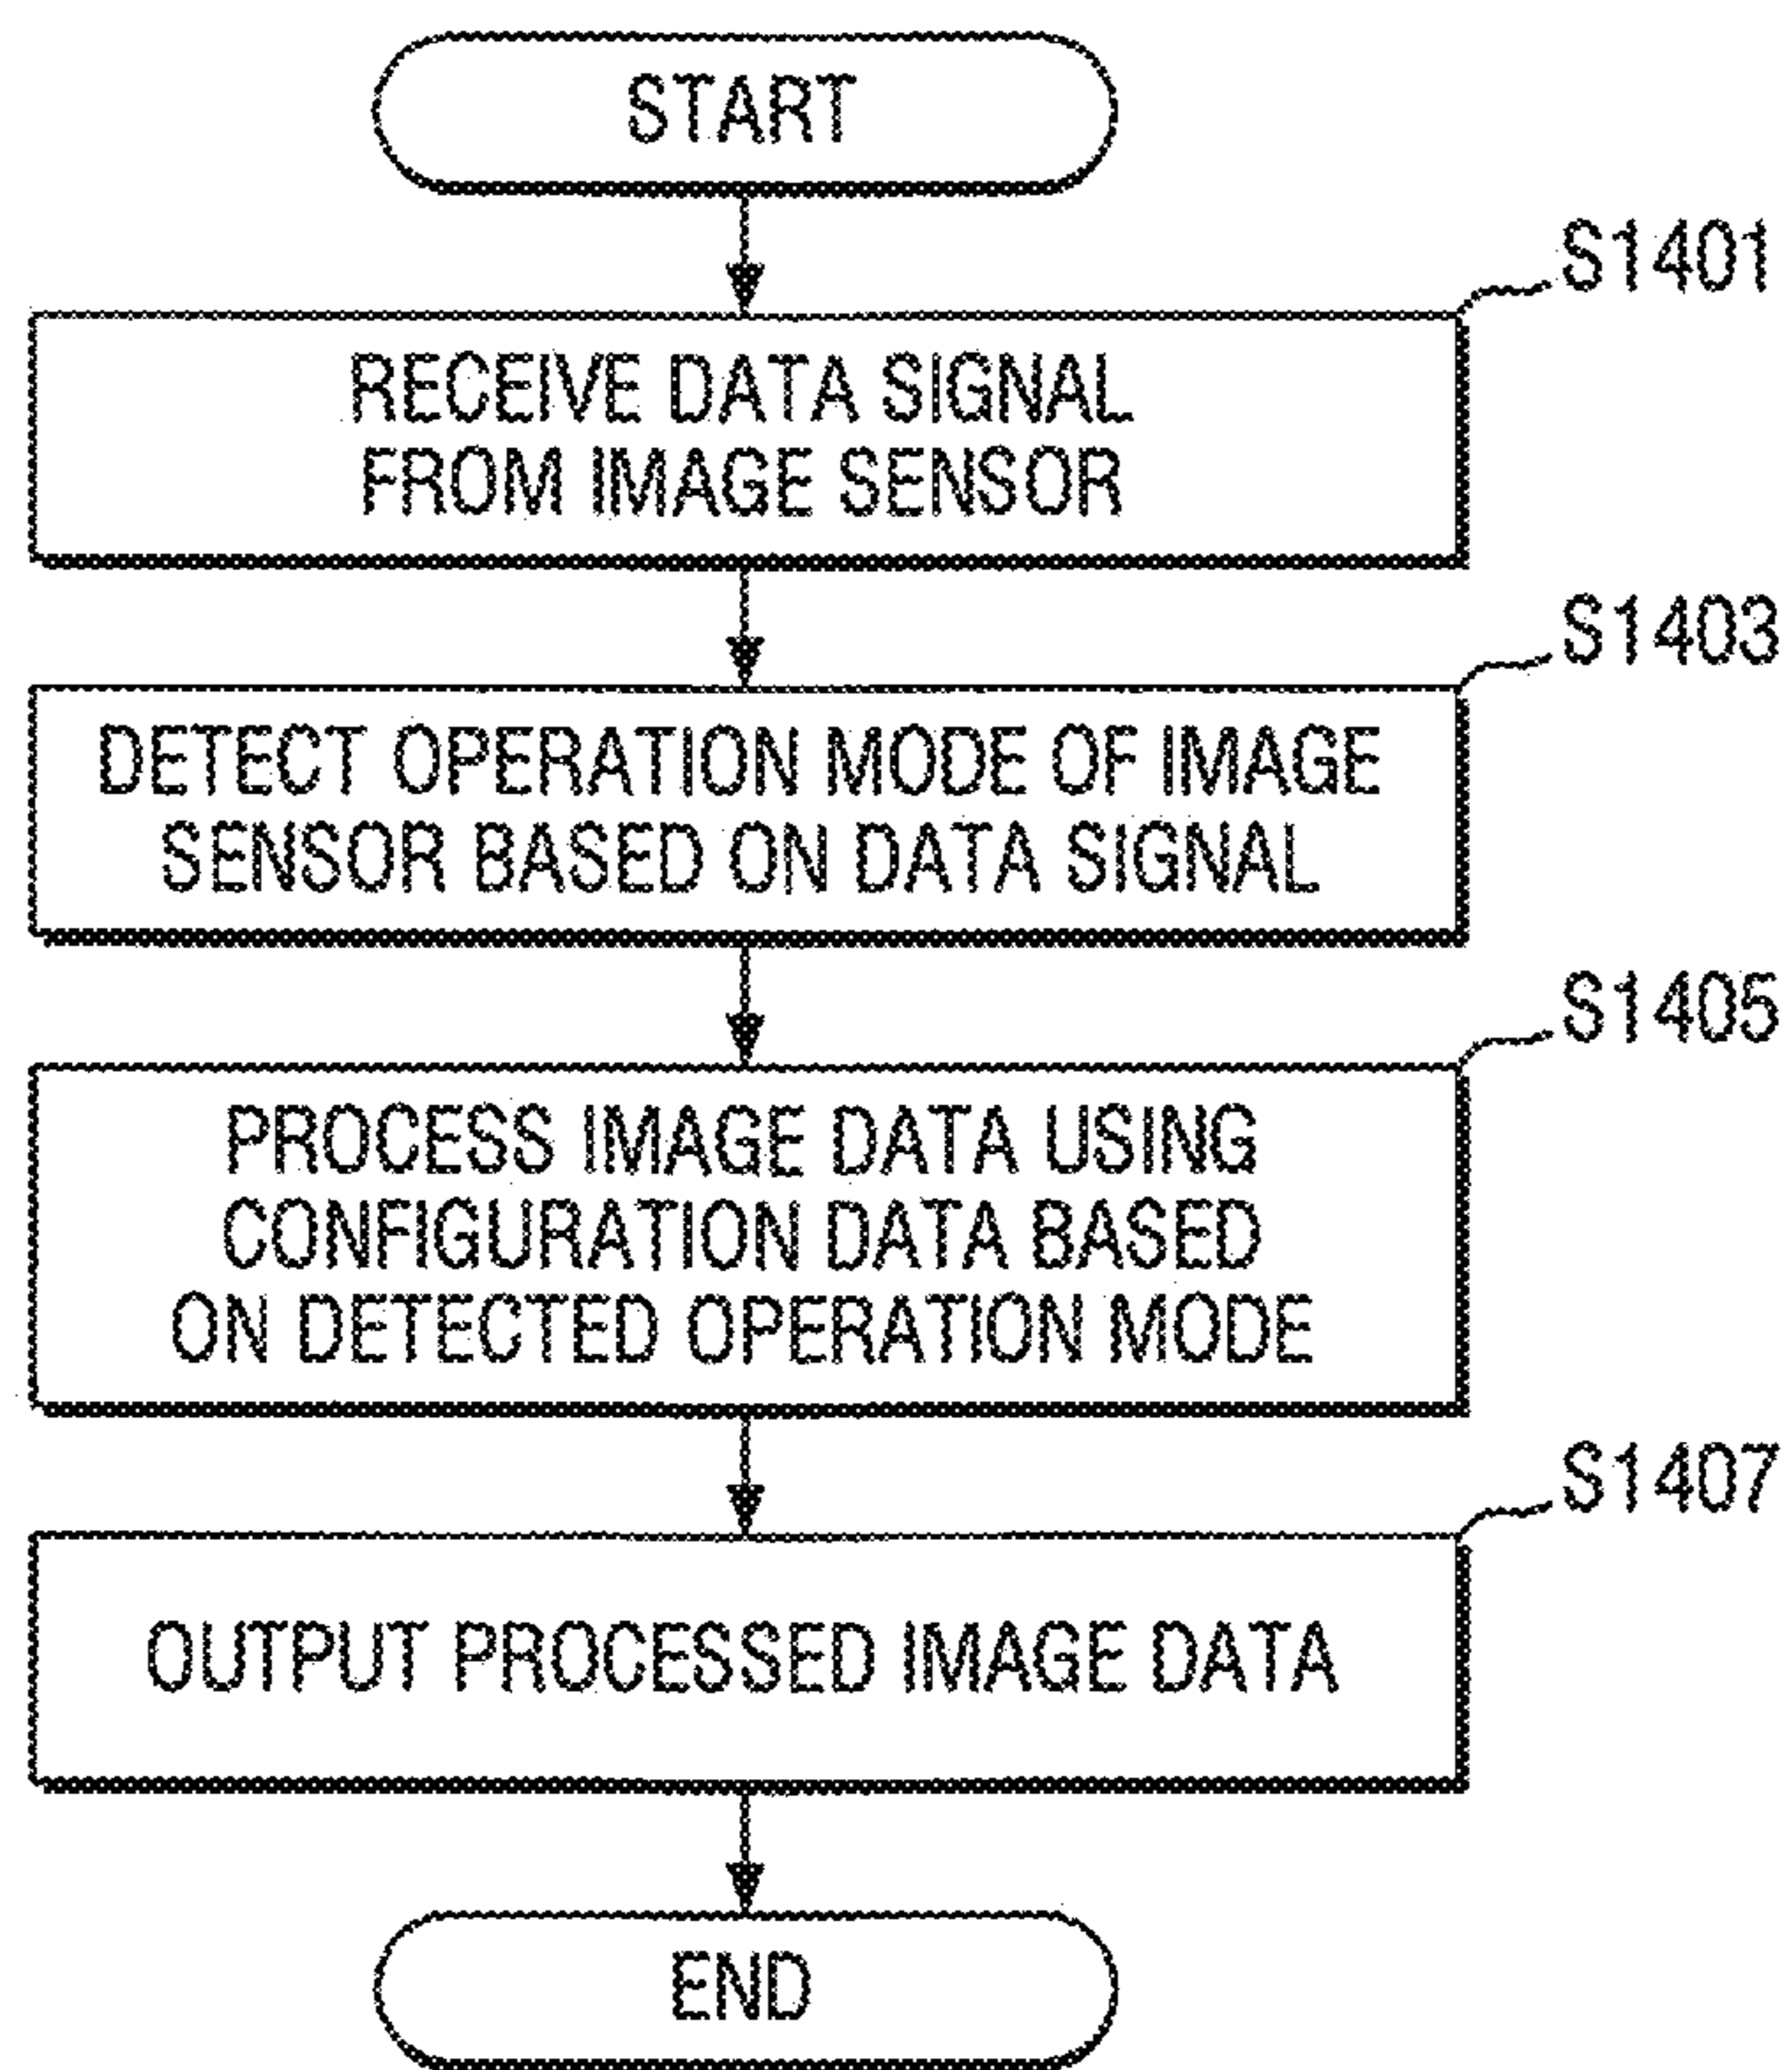 START
S1401
RECEIVE DATA SIGNAL
FROM IMAGE SENSOR
S1403
DETECT OPERATION MODE OF IMAGE
SENSOR BASED ON DATA SIGNAL
S1405
PROCESS IMAGE DATA USING
CONFIGURATION DATA BASED
ON DETECTED OPERATION MODE
S1407
OUTPUT PROCESSED IMAGE DATA
END